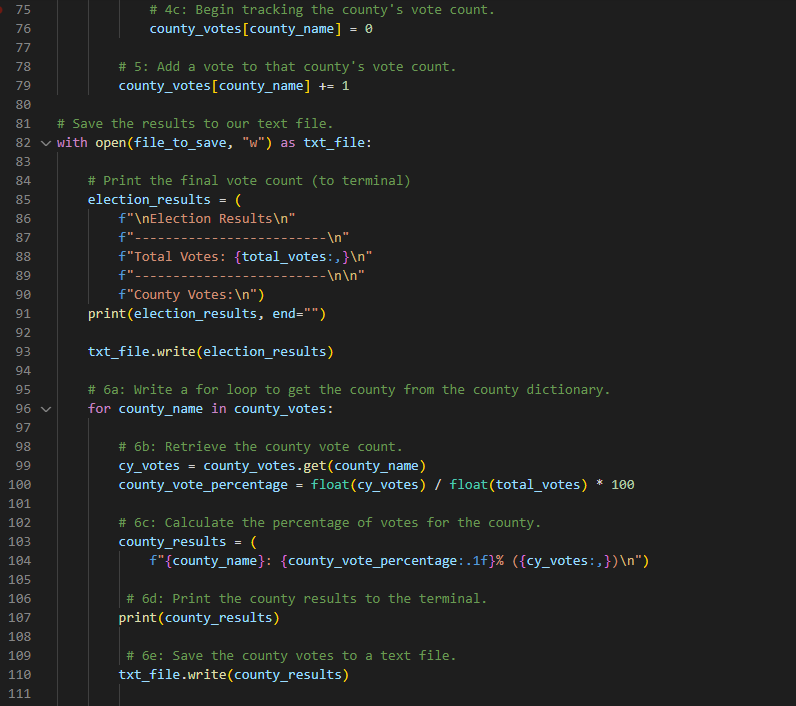 75 # 4c: Begin tracking the county's vote count.
76 county_votes[county_name] = 0
77
78 # 5: Add a vote to that county's vote count.
79 county_votes[county_name] += 1
80
81 # Save the results to our text file.
82 with open(file_to_save, "w") as txt_file:
83
84 # Print the final vote count (to terminal)
85 election_results = (
86 f"\nElection Results\n"
87 f"-------------------------\n"
88 f"Total Votes: {total_votes:,}\n"
89 f"-------------------------\n\n"
90 f"County Votes:\n")
91 print(election_results, end="")
92
93 txt_file.write(election_results)
94
95 # 6a: Write a for loop to get the county from the county dictionary.
96 for county_name in county_votes:
97
98 # 6b: Retrieve the county vote count.
99 cy_votes = county_votes.get(county_name)
100 county_vote_percentage = float(cy_votes) / float(total_votes) * 100
101
102 # 6c: Calculate the percentage of votes for the county.
103 county_results = (
104 f"{county_name}: {county_vote_percentage:.1f}% ({cy_votes:,})\n")
105
106 # 6d: Print the county results to the terminal.
107 print(county_results)
108
109 # 6e: Save the county votes to a text file.
110 txt_file.write(county_results)
111